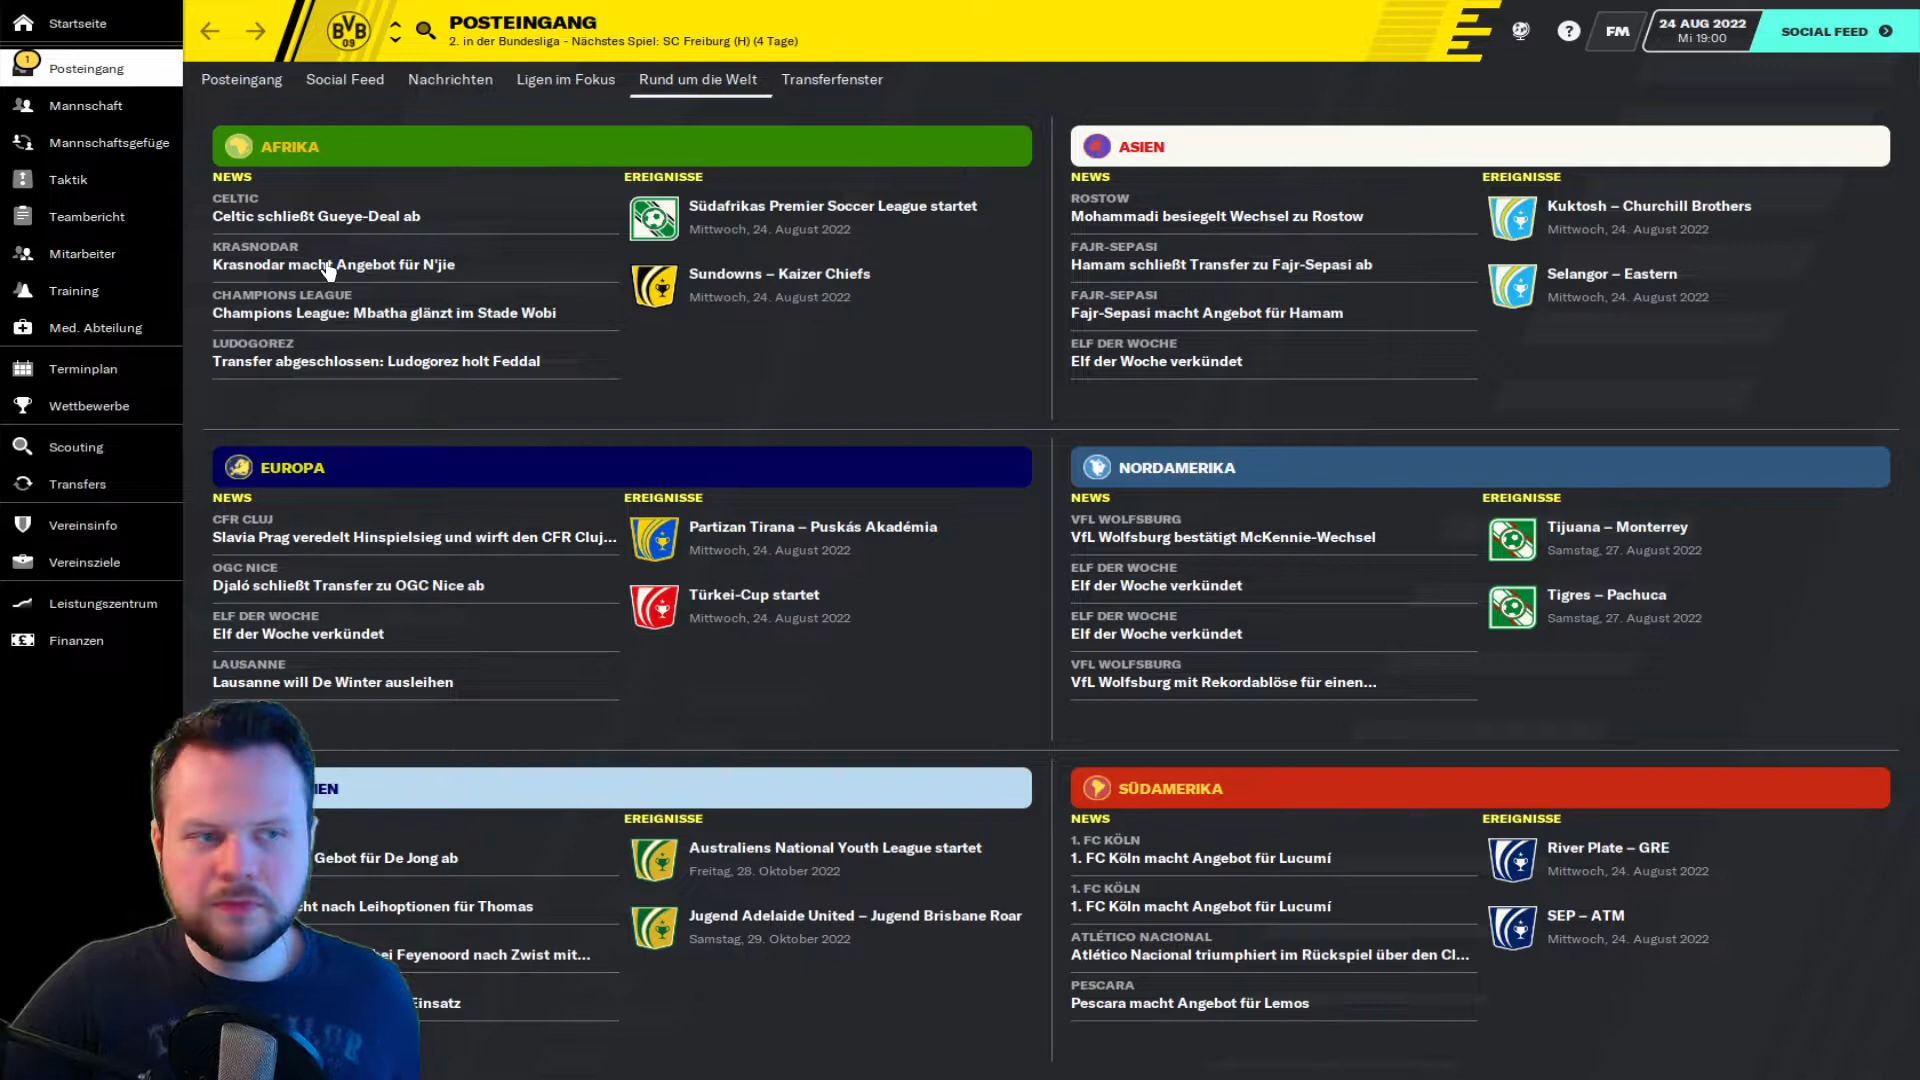 Startseite
1
Posteingang
Mannschaft
Mannschaftsgefüge
Taktik
Teambericht
Mitarbeiter
Training
Med. Abteilung
Terminplan
Wettbewerbe
Scouting
Transfers
Vereinsinfo
Vereinsziele
Leistungszentrum
Finanzen
BVB
09
POSTEINGANG
2. in der Bundesliga - Nächstes Spiel: SC Freiburg (H) (4 Tage)
?
FM
24 AUG 2022
Mi 19:00
SOCIAL FEED
Posteingang
Social Feed
Nachrichten
Ligen im Fokus
Rund um die Welt
Transferfenster
AFRIKA
NEWS
CELTIC
Celtic schließt Gueye-Deal ab
KRASNODAR
Krasnodar macht Angebot für N'jie
CHAMPIONS LEAGUE
Champions League: Mbatha glänzt im Stade Wobi
LUDOGOREZ
Transfer abgeschlossen: Ludogorez holt Feddal
EREIGNISSE
Südafrikas Premier Soccer League startet
Mittwoch, 24. August 2022
Sundowns – Kaizer Chiefs
Mittwoch, 24. August 2022
ASIEN
NEWS
ROSTOW
Mohammadi besiegelt Wechsel zu Rostow
FAJR-SEPASI
Hamam schließt Transfer zu Fajr-Sepasi ab
FAJR-SEPASI
Fajr-Sepasi macht Angebot für Hamam
ELF DER WOCHE
Elf der Woche verkündet
EREIGNISSE
Kuktosh – Churchill Brothers
Mittwoch, 24. August 2022
Selangor – Eastern
Mittwoch, 24. August 2022
EUROPA
NEWS
CFR CLUJ
Slavia Prag veredelt Hinspielsieg und wirft den CFR Cluj...
OGC NICE
Djaló schließt Transfer zu OGC Nice ab
ELF DER WOCHE
Elf der Woche verkündet
LAUSANNE
Lausanne will De Winter ausleihen
EREIGNISSE
Partizan Tirana – Puskás Akadémia
Mittwoch, 24. August 2022
Türkei-Cup startet
Mittwoch, 24. August 2022
NORDAMERIKA
NEWS
VFL WOLFSBURG
VfL Wolfsburg bestätigt McKennie-Wechsel
ELF DER WOCHE
Elf der Woche verkündet
ELF DER WOCHE
Elf der Woche verkündet
VFL WOLFSBURG
VfL Wolfsburg mit Rekordablöse für einen...
EREIGNISSE
Tijuana – Monterrey
Samstag, 27. August 2022
Tigres – Pachuca
Samstag, 27. August 2022
IEN
Gebot für De Jong ab
cht nach Leihoptionen für Thomas
bei Feyenoord nach Zwist mit...
Einsatz
EREIGNISSE
Australiens National Youth League startet
Freitag, 28. Oktober 2022
Jugend Adelaide United – Jugend Brisbane Roar
Samstag, 29. Oktober 2022
SÜDAMERIKA
NEWS
1. FC KÖLN
1. FC Köln macht Angebot für Lucumí
1. FC KÖLN
1. FC Köln macht Angebot für Lucumí
ATLÉTICO NACIONAL
Atlético Nacional triumphiert im Rückspiel über den Cl...
PESCARA
Pescara macht Angebot für Lemos
EREIGNISSE
River Plate – GRE
Mittwoch, 24. August 2022
SEP – ATM
Mittwoch, 24. August 2022